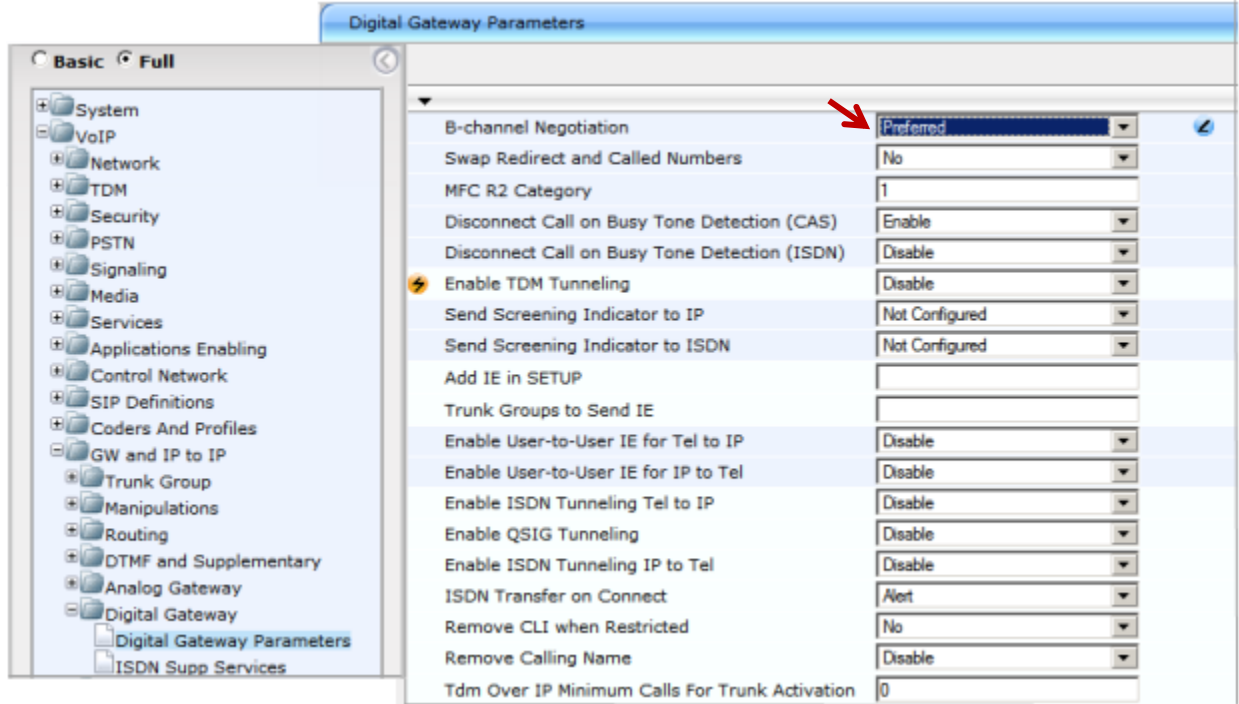 Digital Gateway Parameters
Basic Full
System
VoIP
Network
TDM
Security
PSTN
Signaling
Media
Services
Applications Enabling
Control Network
SIP Definitions
Coders And Profiles
GW and IP to IP
Trunk Group
Manipulations
Routing
DTMF and Supplementary
Analog Gateway
Digital Gateway
Digital Gateway Parameters
ISDN Supp Services
B-channel Negotiation Preferred
Swap Redirect and Called Numbers No
MFC R2 Category 1
Disconnect Call on Busy Tone Detection (CAS) Enable
Disconnect Call on Busy Tone Detection (ISDN) Disable
Enable TDM Tunneling Disable
Send Screening Indicator to IP Not Configured
Send Screening Indicator to ISDN Not Configured
Add IE in SETUP
Trunk Groups to Send IE
Enable User-to-User IE for Tel to IP Disable
Enable User-to-User IE for IP to Tel Disable
Enable ISDN Tunneling Tel to IP Disable
Enable QSIG Tunneling Disable
Enable ISDN Tunneling IP to Tel Disable
ISDN Transfer on Connect Alert
Remove CLI when Restricted No
Remove Calling Name Disable
Tdm Over IP Minimum Calls For Trunk Activation 0